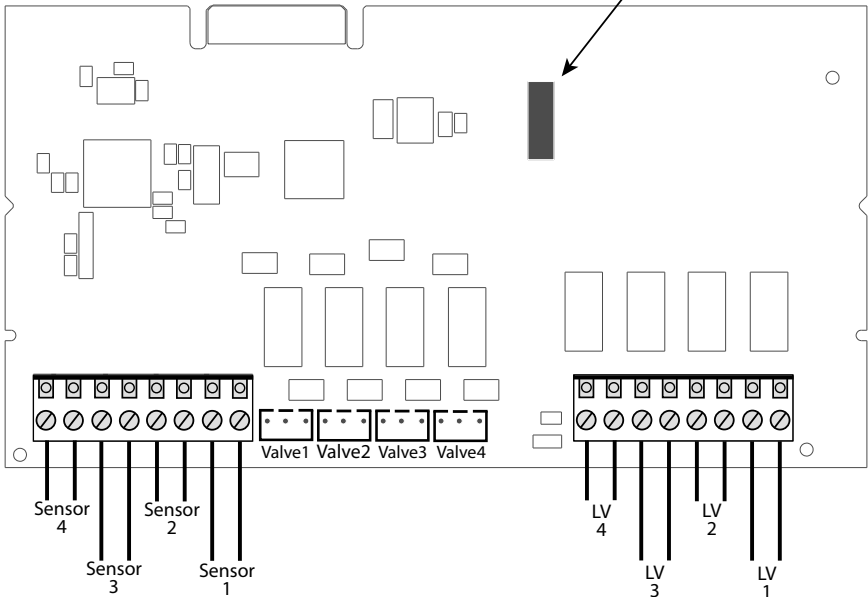 Valve1 Valve2 Valve3 Valve4
Sensor
4
Sensor
2
Sensor
3
Sensor
1
LV
4
LV
2
LV
3
LV
1